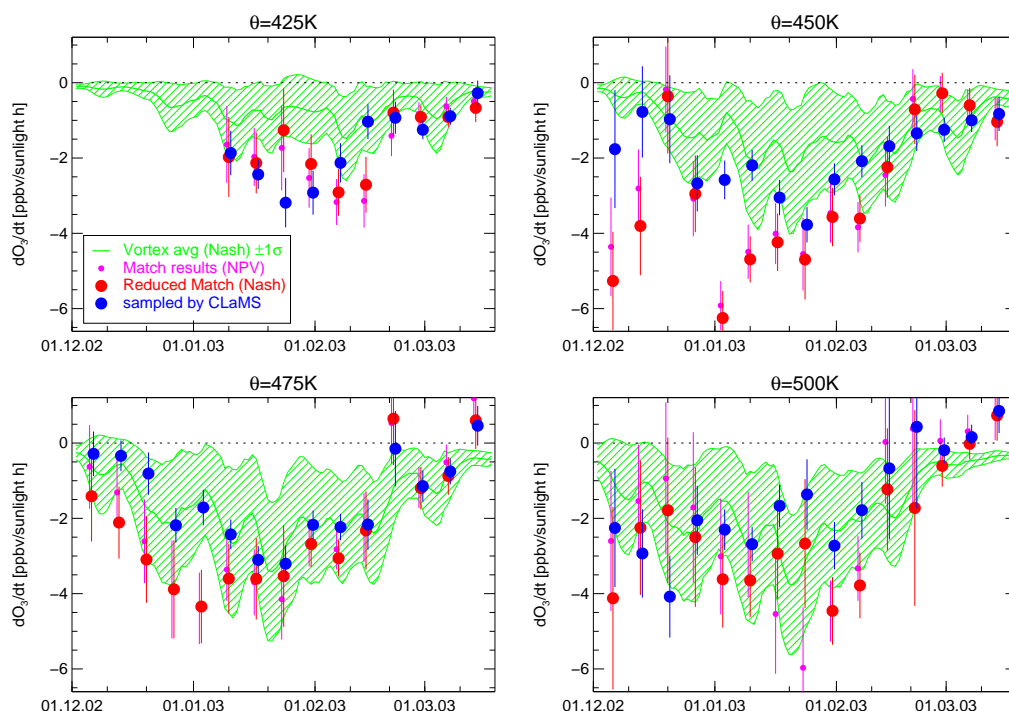 θ=425K
θ=450K
dO3/dt [ppbv/sunlight h]
0
−2
−4
−6
Vortex avg (Nash) ±1σ
Match results (NPV)
Reduced Match (Nash)
sampled by CLaMS
01.12.02
01.01.03
01.02.03
01.03.03
dO3/dt [ppbv/sunlight h]
0
−2
−4
−6
01.12.02
01.01.03
01.02.03
01.03.03
θ=475K
θ=500K
dO3/dt [ppbv/sunlight h]
0
−2
−4
−6
01.12.02
01.01.03
01.02.03
01.03.03
dO3/dt [ppbv/sunlight h]
0
−2
−4
−6
01.12.02
01.01.03
01.02.03
01.03.03